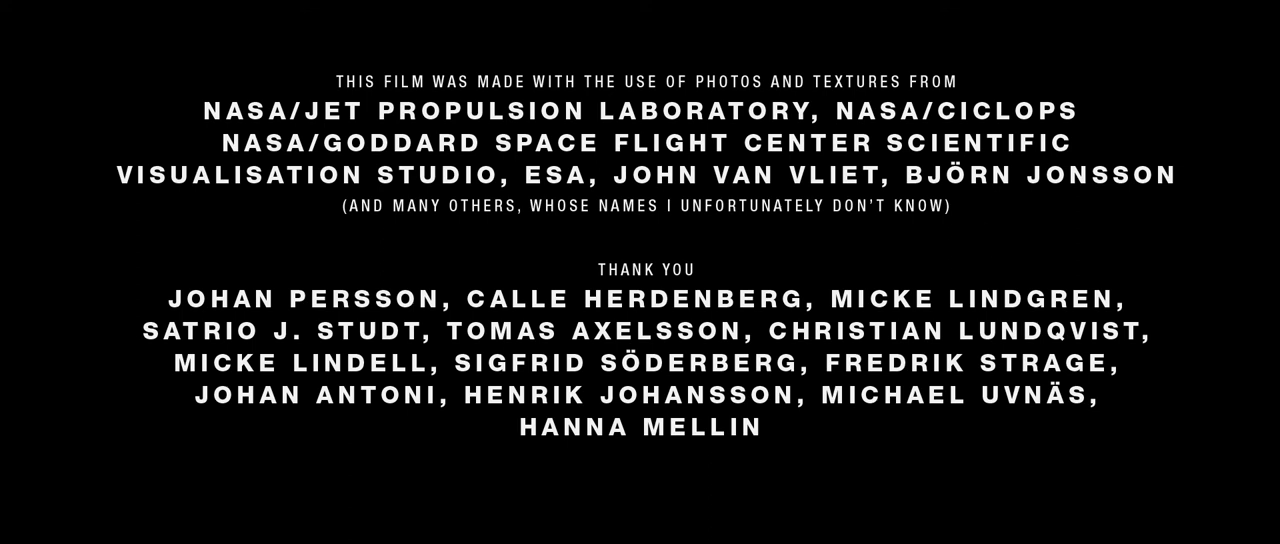 THIS FILM WAS MADE WITH THE USE OF PHOTOS AND TEXTURES FROM
NASA/JET PROPULSION LABORATORY, NASA/CICLOPS
NASA/GODDARD SPACE FLIGHT CENTER SCIENTIFIC
VISUALISATION STUDIO, ESA, JOHN VAN VLIET, BJÖRN JONSSON
(AND MANY OTHERS, WHOSE NAMES I UNFORTUNATELY DON'T KNOW)
THANK YOU
JOHAN PERSSON, CALLE HERDENBERG, MICKE LINDGREN,
SATRIO J. STUDT, TOMAS AXELSSON, CHRISTIAN LUNDQVIST,
MICKE LINDELL, SIGFRID SÖDERBERG, FREDRIK STRAGE,
JOHAN ANTONI, HENRIK JOHANSSON, MICHAEL UVNÄS,
HANNA MELLIN